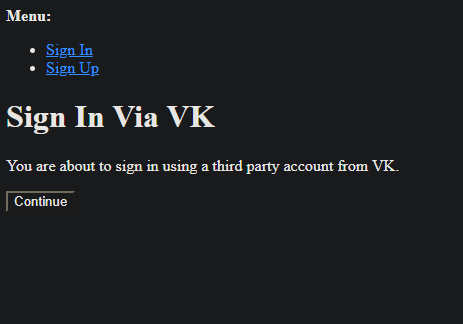 Menu:
Sign In
Sign Up
Sign In Via VK
You are about to sign in using a third party account from VK.
Continue